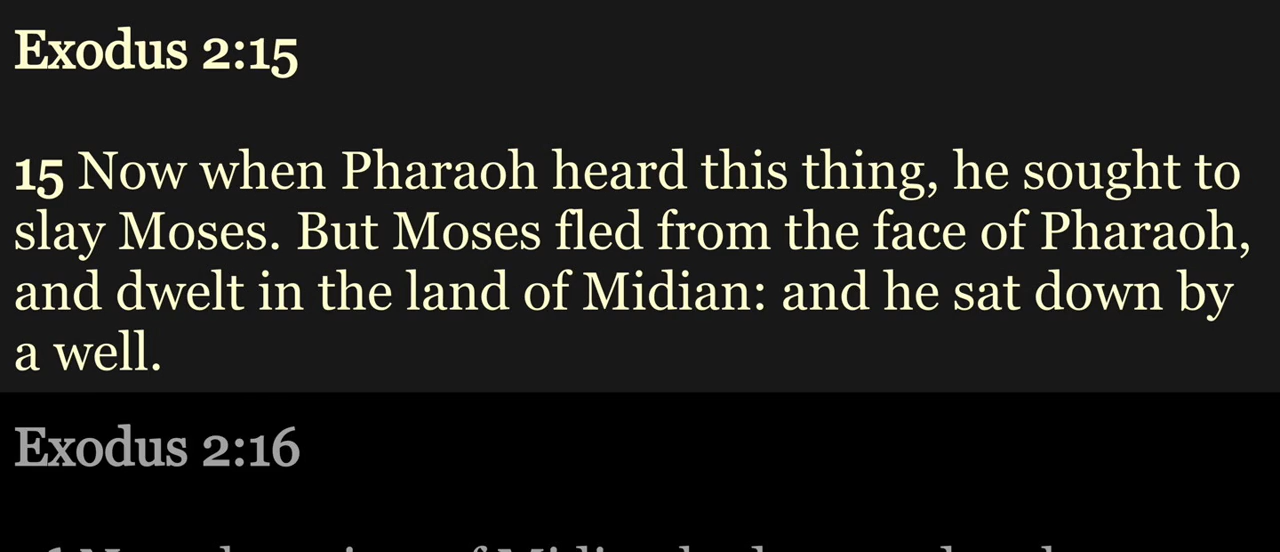 Exodus 2:15
15 Now when Pharaoh heard this thing, he sought to
slay Moses. But Moses fled from the face of Pharaoh,
and dwelt in the land of Midian: and he sat down by
a well.
Exodus 2:16